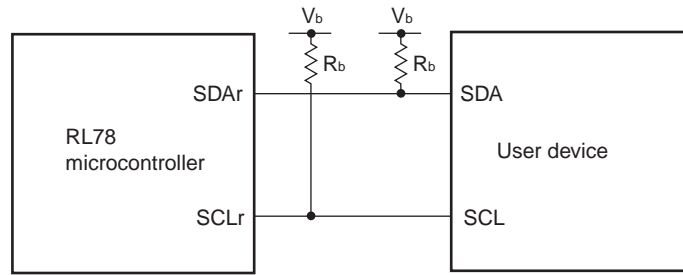 Vb
Vb
Rb
Rb
SDAr
SDA
RL78
microcontroller
User device
SCLr
SCL